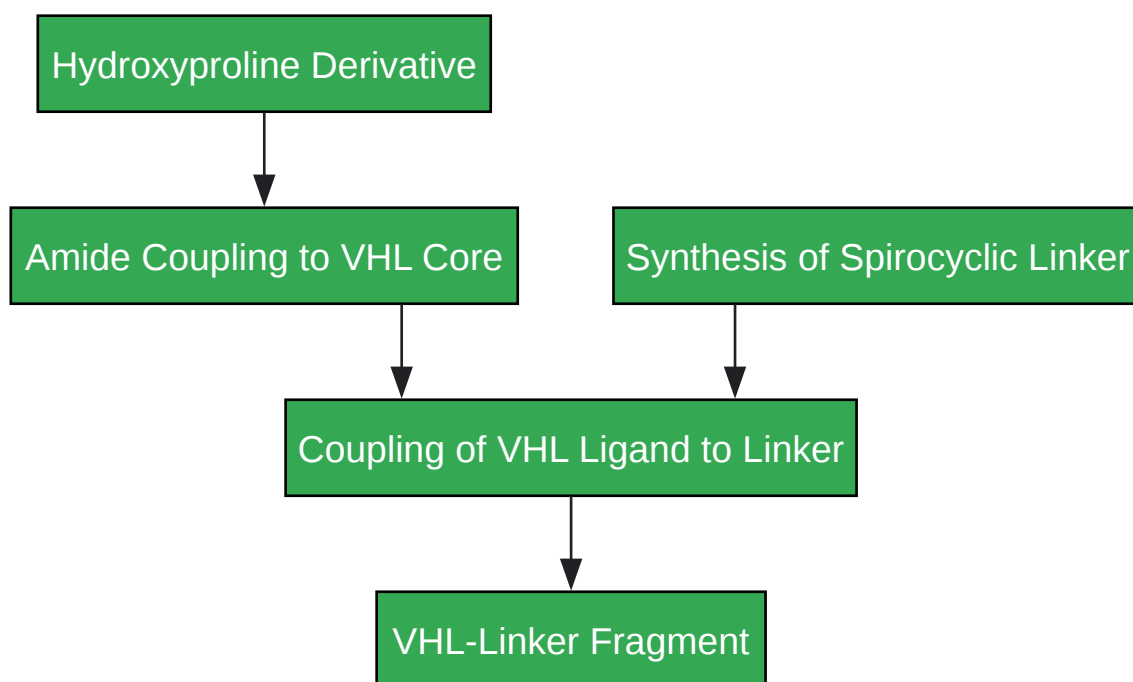 Hydroxyproline Derivative
Amide Coupling to VHL Core
Synthesis of Spirocyclic Linker
Coupling of VHL Ligand to Linker
VHL-Linker Fragment